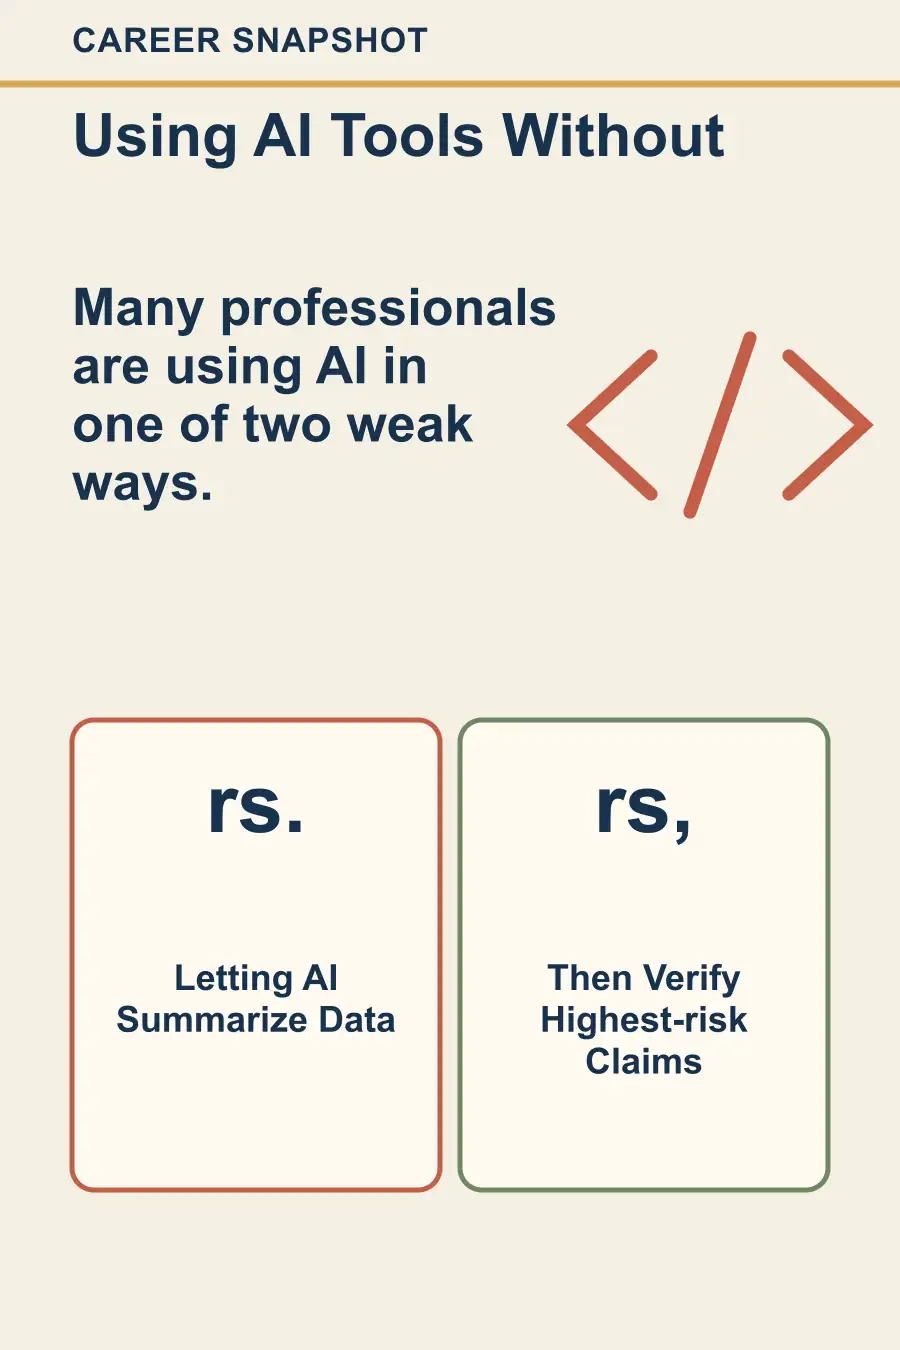 CAREER SNAPSHOT
Using AI Tools Without
Many professionals
are using AI in
one of two weak
ways.
rs.
Letting AI
Summarize Data
rs,
Then Verify
Highest-risk
Claims